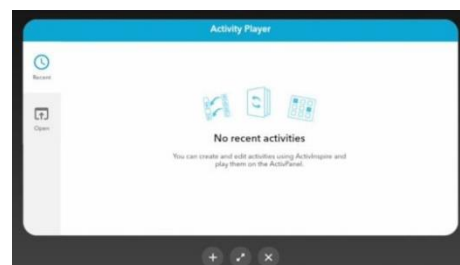 Activity Player
Recent
Open
No recent activities
You can create and edit activities using ActivInspire and
play them on the ActivPanel.